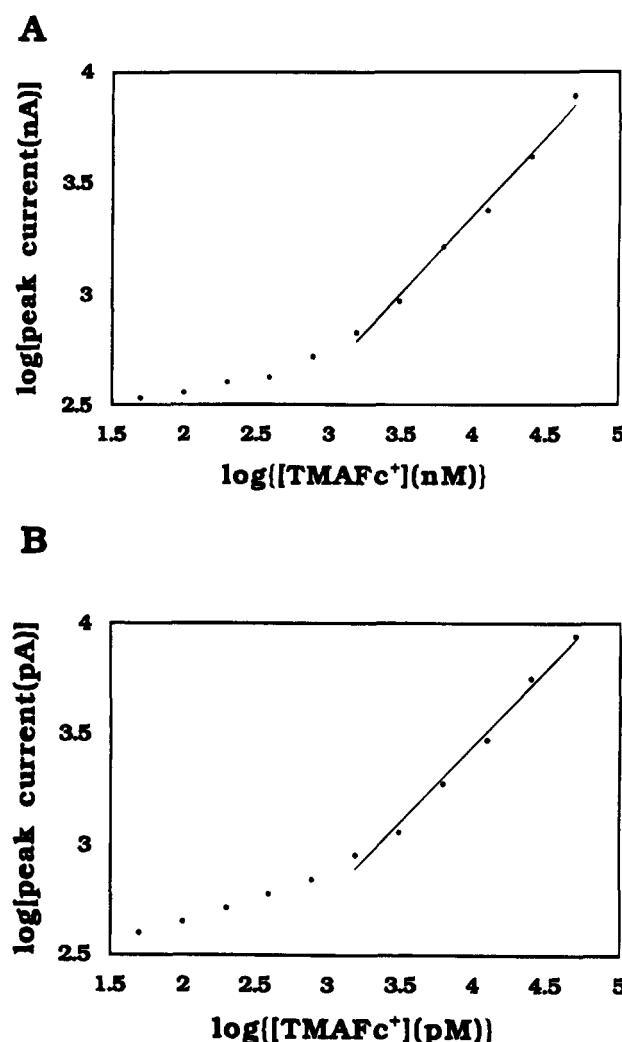 A
log[peak current(nA)]
4
3.5
3
2.5
1.5 2 2.5 3 3.5 4 4.5 5
log{[TMAFc⁺](nM)}
B
log[peak current(pA)]
4
3.5
3
2.5
1.5 2 2.5 3 3.5 4 4.5 5
log{[TMAFc⁺](pM)}